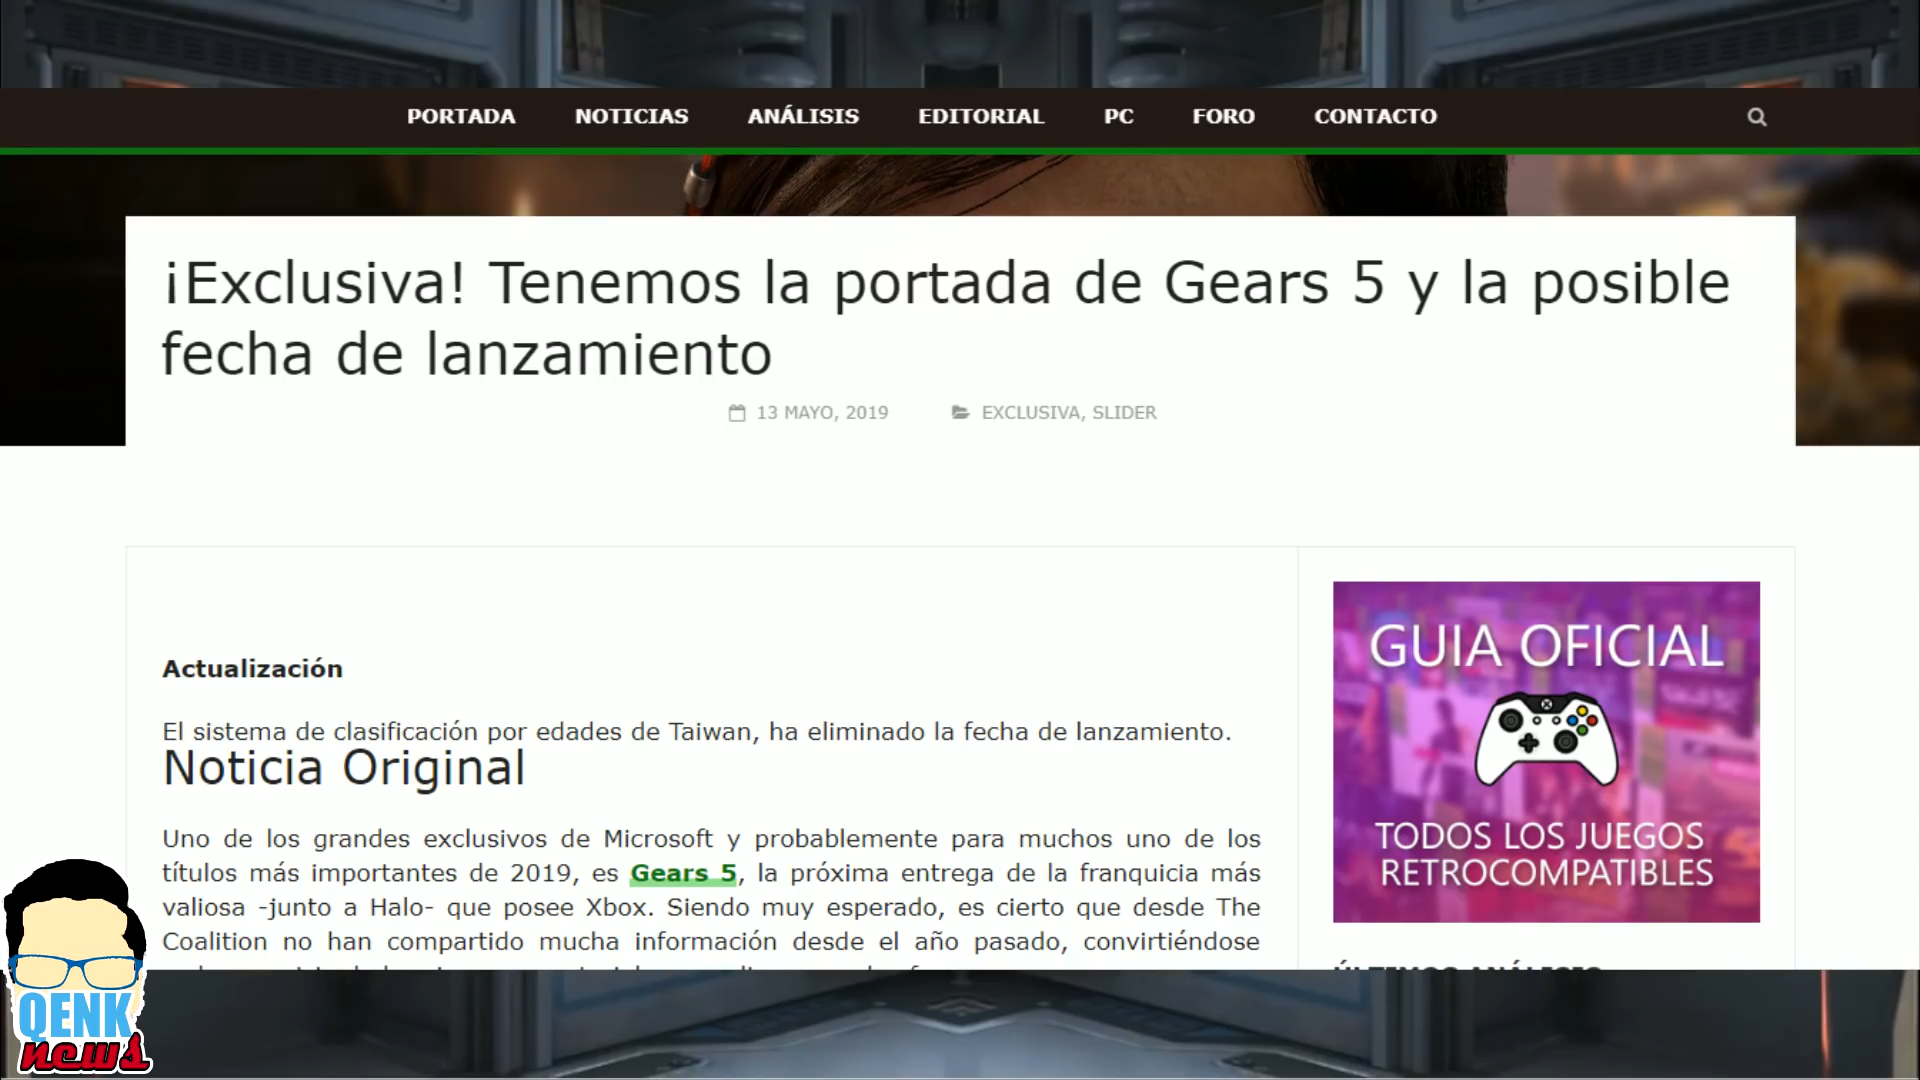 PORTADA NOTICIAS ANÁLISIS EDITORIAL PC FORO CONTACTO
¡Exclusiva! Tenemos la portada de Gears 5 y la posible
fecha de lanzamiento
13 MAYO, 2019 EXCLUSIVA, SLIDER
Actualización
El sistema de clasificación por edades de Taiwan, ha eliminado la fecha de lanzamiento.
Noticia Original
Uno de los grandes exclusivos de Microsoft y probablemente para muchos uno de los
títulos más importantes de 2019, es Gears 5, la próxima entrega de la franquicia más
valiosa -junto a Halo- que posee Xbox. Siendo muy esperado, es cierto que desde The
Coalition no han compartido mucha información desde el año pasado, convirtiéndose
GUIA OFICIAL
TODOS LOS JUEGOS
RETROCOMPATIBLES
ÚLTIMOS ANÁLISIS
QENK
news